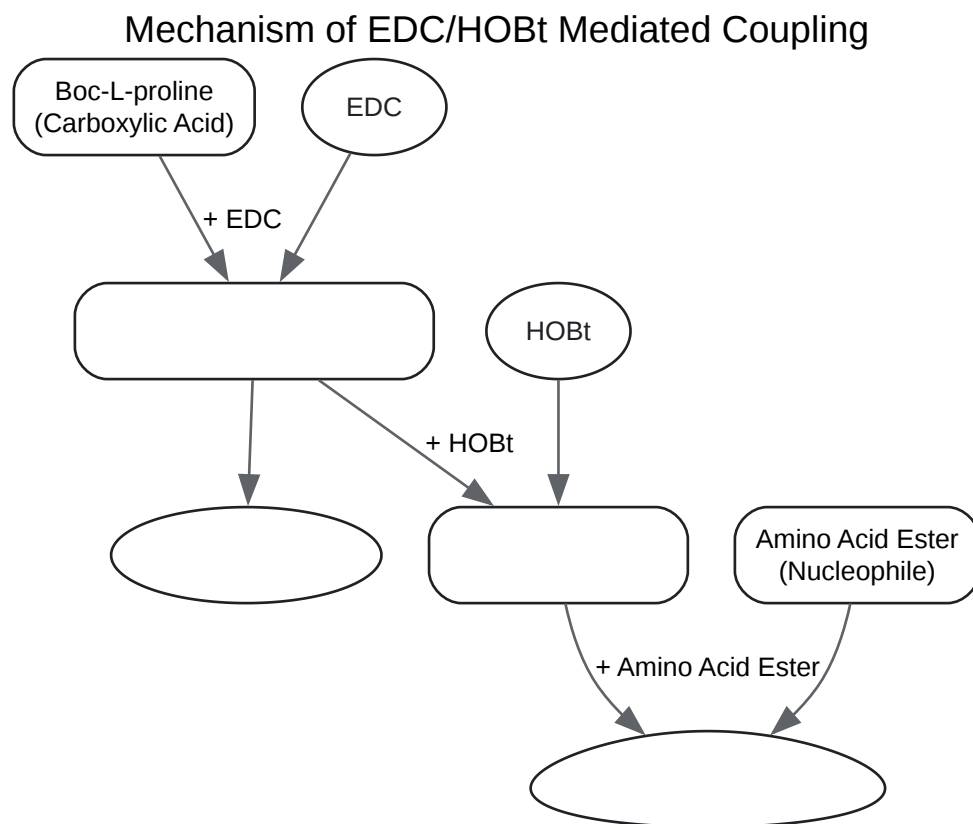 Mechanism of EDC/HOBt Mediated Coupling
Boc-L-proline
(Carboxylic Acid)
EDC
+ EDC
HOBt
+ HOBt
Amino Acid Ester
(Nucleophile)
+ Amino Acid Ester